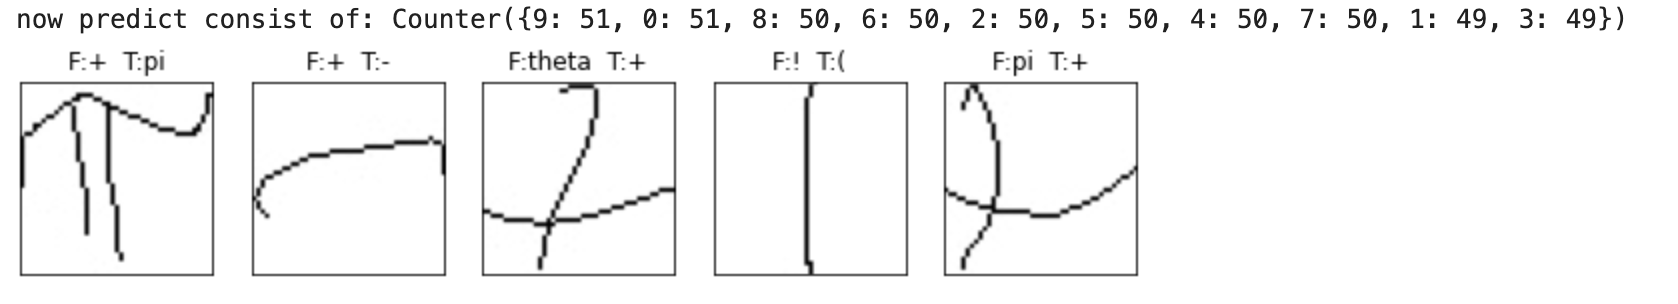 now predict consist of: Counter({9: 51, 0: 51, 8: 50, 6: 50, 2: 50, 5: 50, 4: 50, 7: 50, 1: 49, 3: 49})
F:+ T:pi
F:+ T:-
F:theta T:+
F:! T:(
F:pi T:+